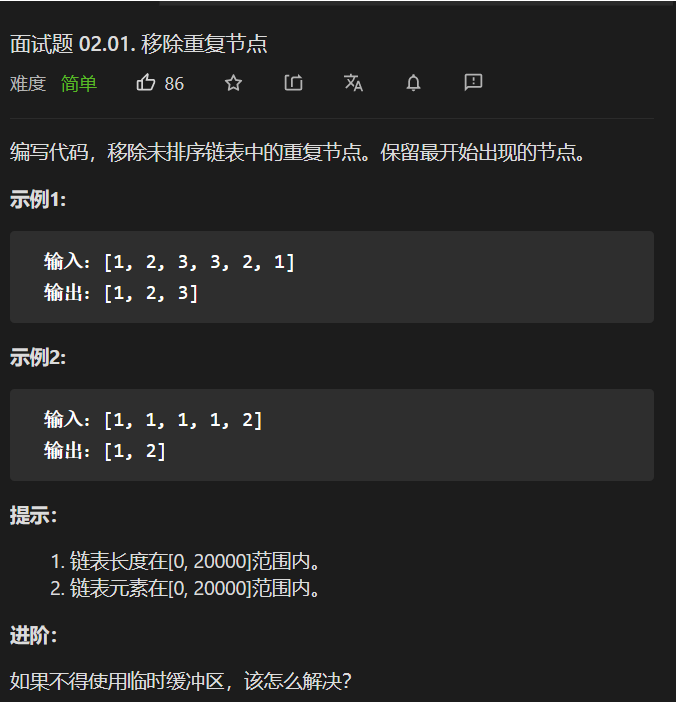 面试题 02.01. 移除重复节点
难度 简单 86
编写代码，移除未排序链表中的重复节点。保留最开始出现的节点。
示例1:
输入：[1, 2, 3, 3, 2, 1]
输出：[1, 2, 3]
示例2:
输入：[1, 1, 1, 1, 2]
输出：[1, 2]
提示：
1. 链表长度在[0, 20000]范围内。
2. 链表元素在[0, 20000]范围内。
进阶：
如果不得使用临时缓冲区，该怎么解决？